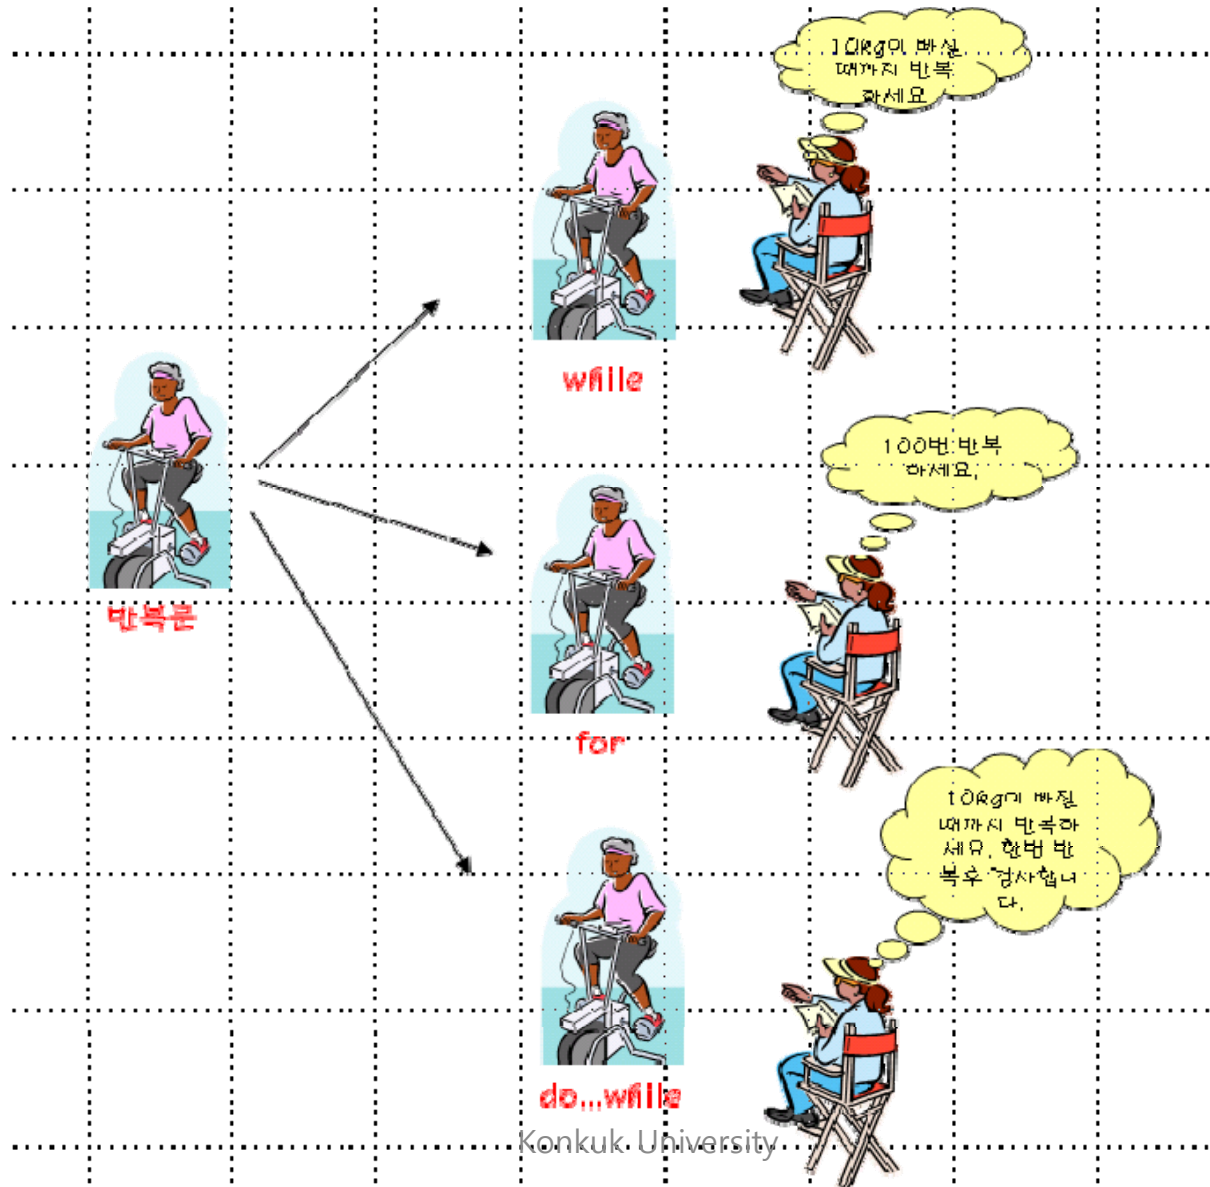 10kg이 빠질
때까지 반복
하세요
while
100번 반복
하세요.
반복문
for
10kg이 빠질
때까지 반복하
세요. 한번 반
복후 검사합니
다.
do...while
Konkuk University